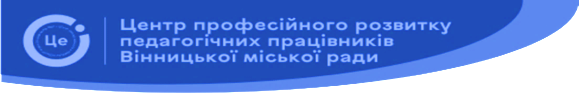 Це
Центр професійного розвитку
педагогічних працівників
Вінницької міської ради